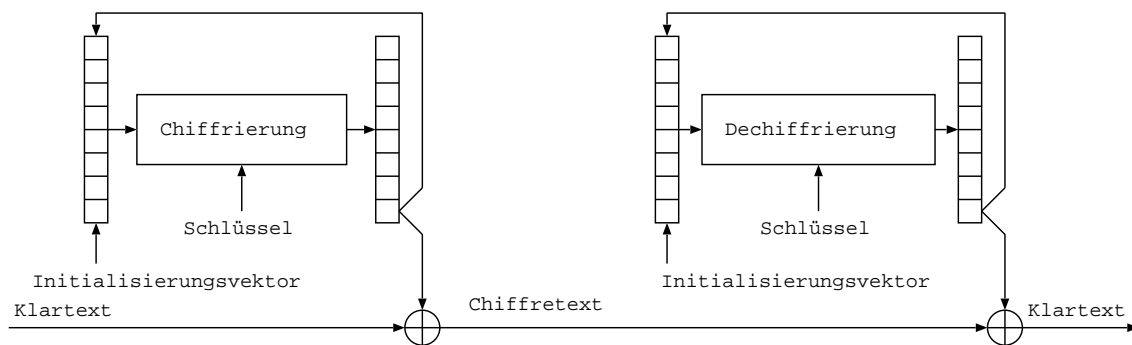 Chiffrierung
Schlüssel
Initialisierungsvektor
Klartext
Chiffretext
Dechiffrierung
Schlüssel
Initialisierungsvektor
Klartext